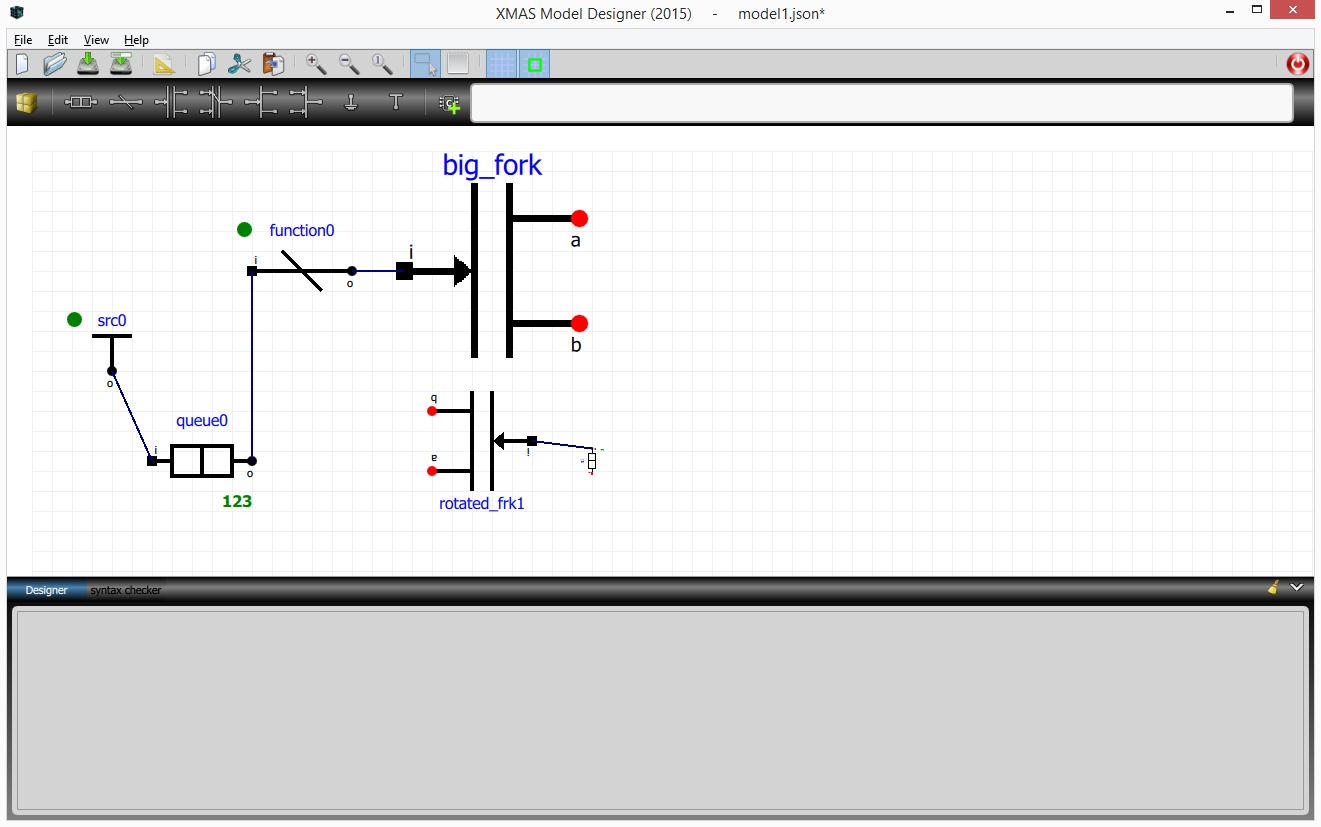 XMAS Model Designer (2015) - model1.json*
File Edit View Help
big_fork
function0
a
i
i
o
src0
b
o
queue0
b
i
a
o
i
123
rotated_frk1
Designer syntax checker